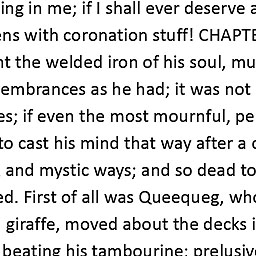 ing in me; if I shall ever deserve a
ens with coronation stuff! CHAPTE
t the welded iron of his soul, mu
embrances as he had; it was not
es; if even the most mournful, pe
to cast his mind that way after a
and mystic ways; and so dead to
ed. First of all was Queequeg, who
giraffe, moved about the decks i
beating his tambourine; prelusive